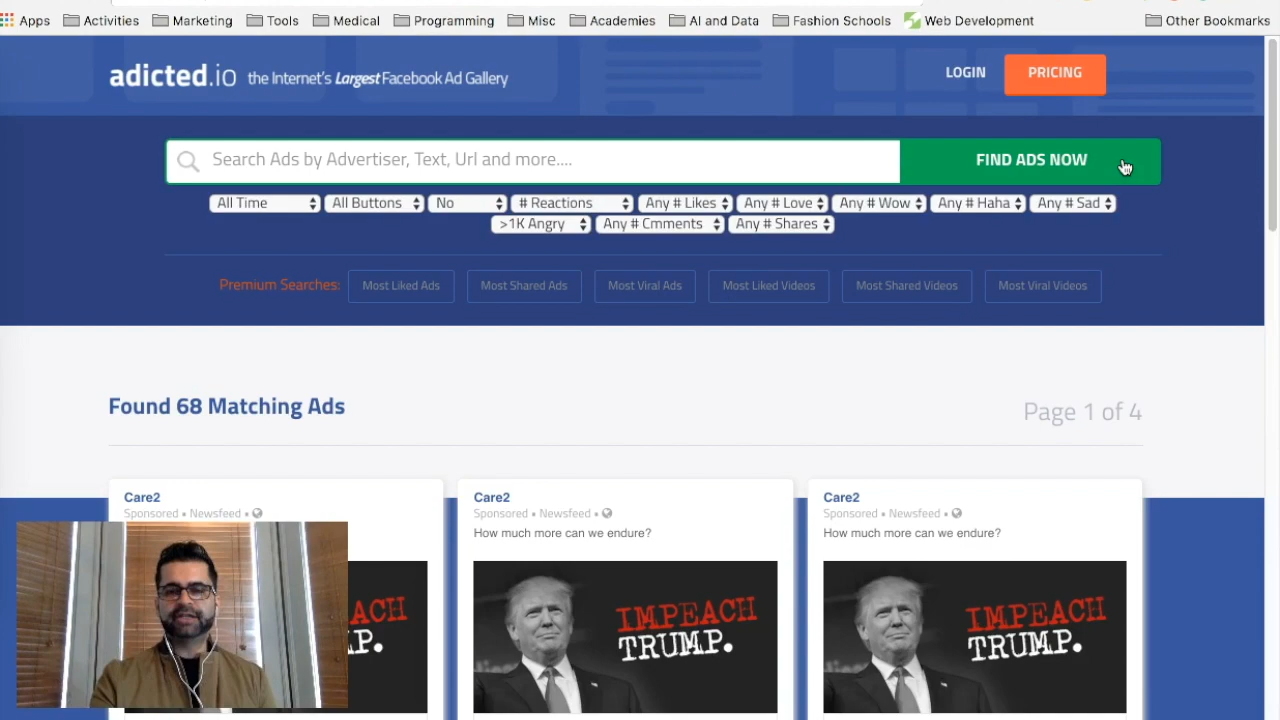 Apps Activities Marketing Tools Medical Programming Misc Academies AI and Data Fashion Schools Web Development Other Bookmarks
adicted.io the Internet's Largest Facebook Ad Gallery LOGIN PRICING
Search Ads by Advertiser, Text, Url and more.... FIND ADS NOW
All Time All Buttons No # Reactions Any # Likes Any # Love Any # Wow Any # Haha Any # Sad
>1K Angry Any # Cmments Any # Shares
Premium Searches: Most Liked Ads Most Shared Ads Most Viral Ads Most Liked Videos Most Shared Videos Most Viral Videos
Found 68 Matching Ads Page 1 of 4
Care2 Care2 Care2
Sponsored • Newsfeed • Sponsored • Newsfeed • Sponsored • Newsfeed •
How much more can we endure? How much more can we endure?
IMPEACH IMPEACH
TRUMP. TRUMP.